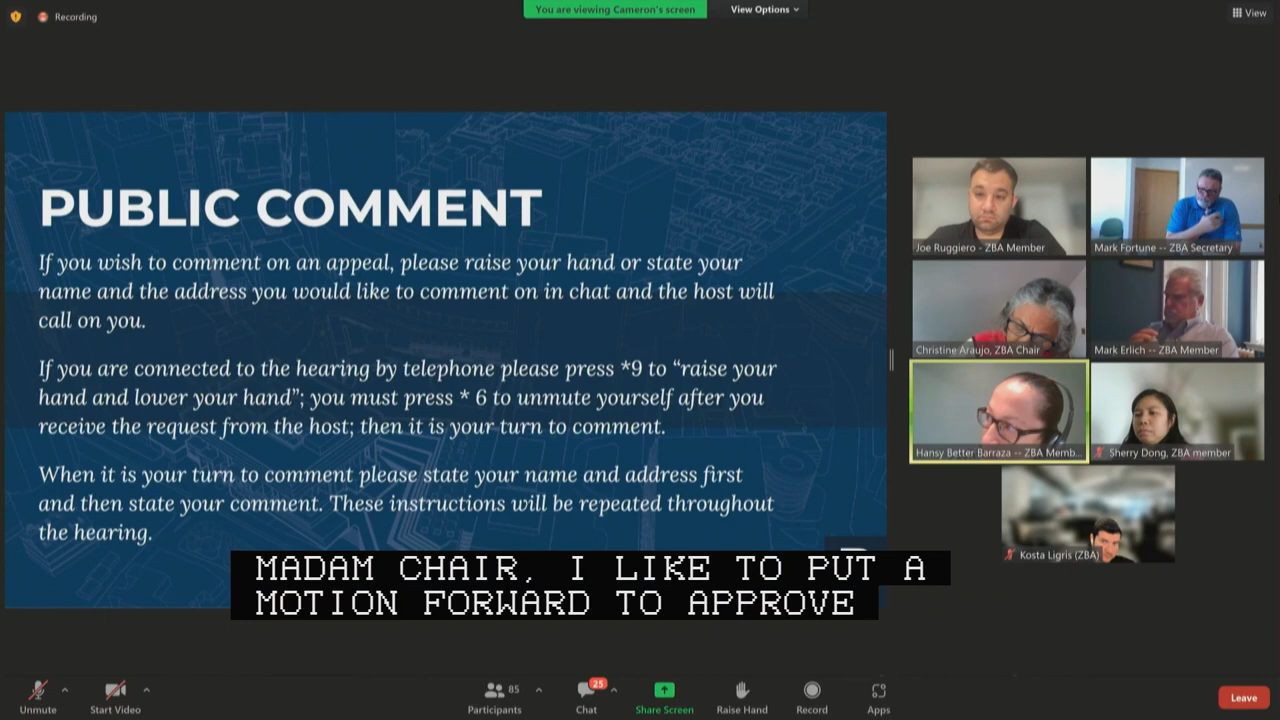 Recording
You are viewing Cameron's screen
View Options
View
PUBLIC COMMENT
If you wish to comment on an appeal, please raise your hand or state your
name and the address you would like to comment on in chat and the host will
call on you.
If you are connected to the hearing by telephone please press *9 to “raise your
hand and lower your hand”; you must press * 6 to unmute yourself after you
receive the request from the host; then it is your turn to comment.
When it is your turn to comment please state your name and address first
and then state your comment. These instructions will be repeated throughout
the hearing.
MADAM CHAIR, I LIKE TO PUT A
MOTION FORWARD TO APPROVE
Joe Ruggiero - ZBA Member
Mark Fortune -- ZBA Secretary
Christine Araujo, ZBA Chair
Mark Erlich -- ZBA Member
Hansy Better Barraza -- ZBA Memb...
Sherry Dong, ZBA member
Kosta Ligris (ZBA)
Unmute
Start Video
Participants
85
Chat
25
Share Screen
Raise Hand
Record
Apps
Leave